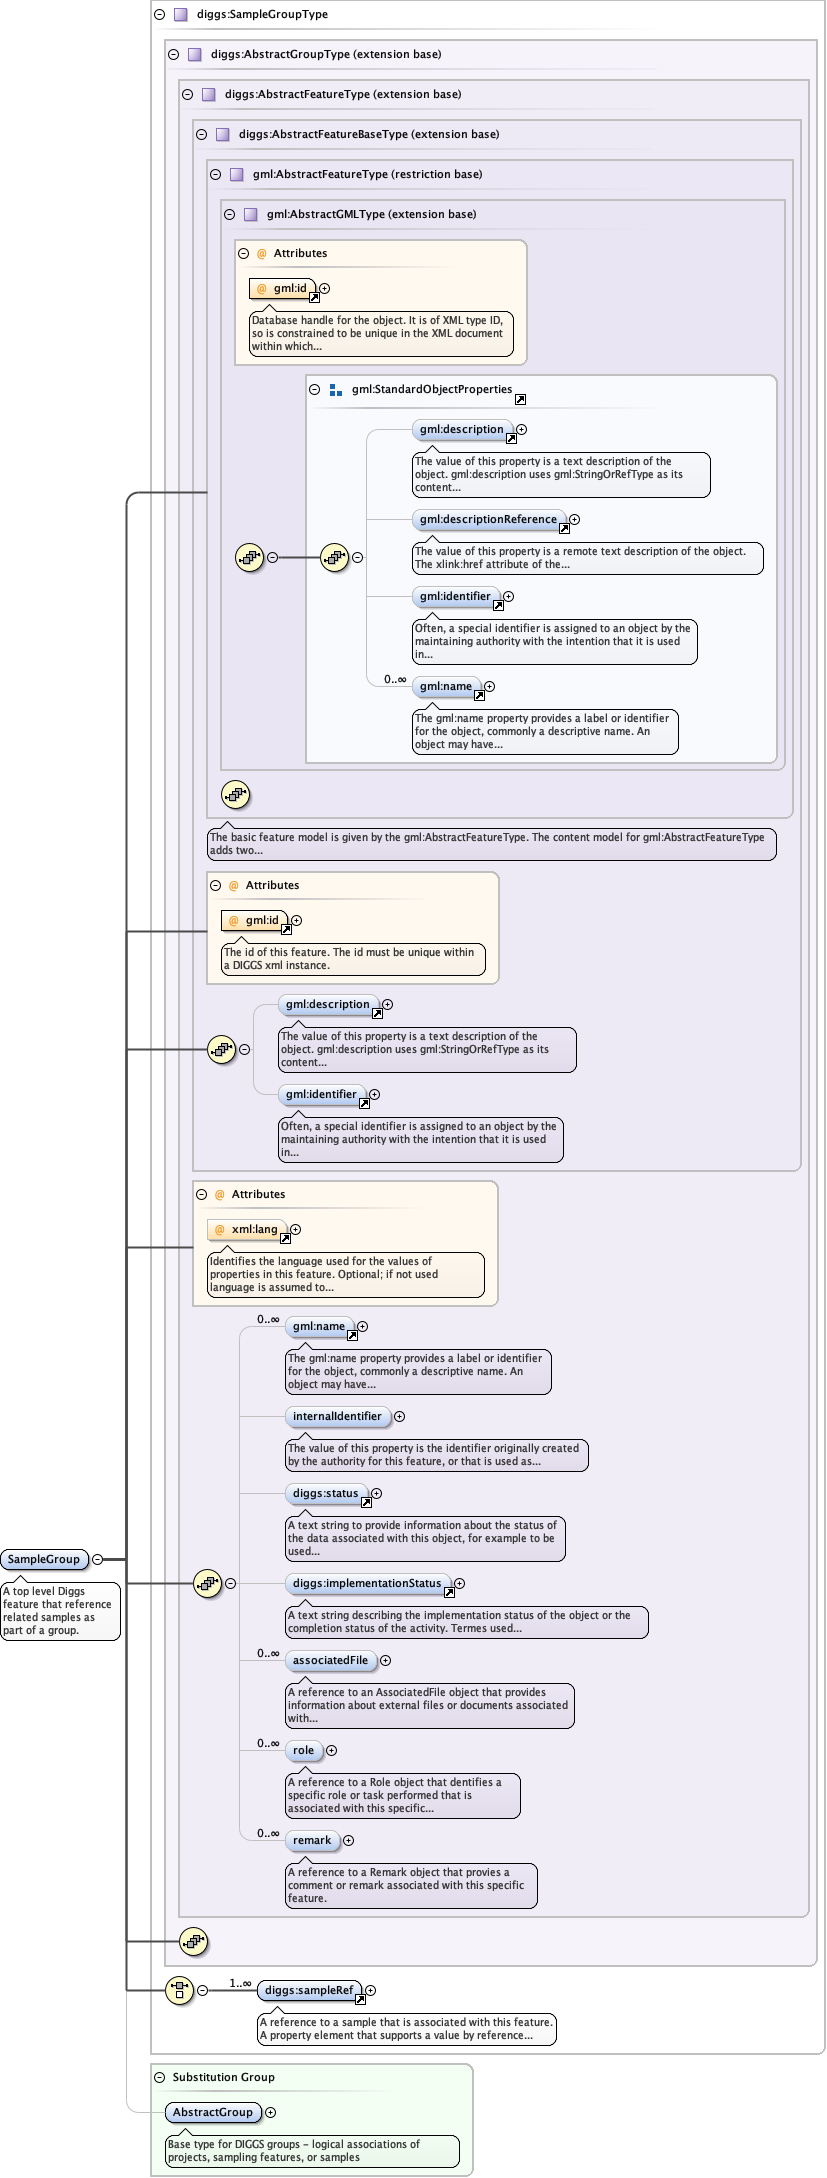 diggs:SampleGroupType
diggs:AbstractGroupType (extension base)
diggs:AbstractFeatureType (extension base)
diggs:AbstractFeatureBaseType (extension base)
gml:AbstractFeatureType (restriction base)
gml:AbstractGMLType (extension base)
@ Attributes
@ gml:id
Database handle for the object. It is of XML type ID,
so is constrained to be unique in the XML document
within which...
gml:StandardObjectProperties
gml:description
The value of this property is a text description of the
object. gml:description uses gml:StringOrRefType as its
content...
gml:descriptionReference
The value of this property is a remote text description of the object.
The xlink:href attribute of the...
gml:identifier
Often, a special identifier is assigned to an object by the
maintaining authority with the intention that it is used
in...
0..∞
gml:name
The gml:name property provides a label or identifier
for the object, commonly a descriptive name. An
object may have...
The basic feature model is given by the gml:AbstractFeatureType. The content model for gml:AbstractFeatureType
adds two...
@ Attributes
@ gml:id
The id of this feature. The id must be unique within
a DIGGS xml instance.
gml:description
The value of this property is a text description of the
object. gml:description uses gml:StringOrRefType as its
content...
gml:identifier
Often, a special identifier is assigned to an object by the
maintaining authority with the intention that it is used
in...
@ Attributes
@ xml:lang
Identifies the language used for the values of
properties in this feature. Optional; if not used
language is assumed to...
0..∞
gml:name
The gml:name property provides a label or identifier
for the object, commonly a descriptive name. An
object may have...
internalIdentifier
The value of this property is the identifier originally created
by the authority for this feature, or that is used as...
diggs:status
A text string to provide information about the status of
the data associated with this object, for example to be
used...
SampleGroup
A top level Diggs
feature that reference
related samples as
part of a group.
diggs:implementationStatus
A text string describing the implementation status of the object or the
completion status of the activity. Termes used...
0..∞
associatedFile
A reference to an AssociatedFile object that provides
information about external files or documents associated
with...
0..∞
role
A reference to a Role object that dentifies a
specific role or task performed that is
associated with this specific...
0..∞
remark
A reference to a Remark object that provies a
comment or remark associated with this specific
feature.
1..∞
diggs:sampleRef
A reference to a sample that is associated with this feature.
A property element that supports a value by reference...
Substitution Group
AbstractGroup
Base type for DIGGS groups - logical associations of
projects, sampling features, or samples